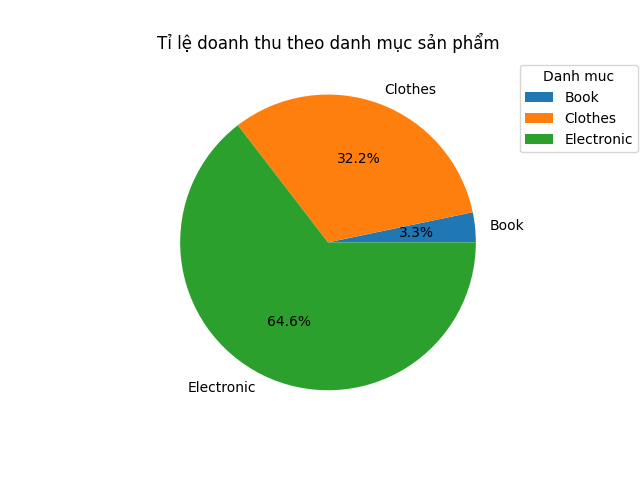 Tỉ lệ doanh thu theo danh mục sản phẩm
Danh muc
Book
Clothes
Electronic
Clothes
32.2%
Book
3.3%
64.6%
Electronic